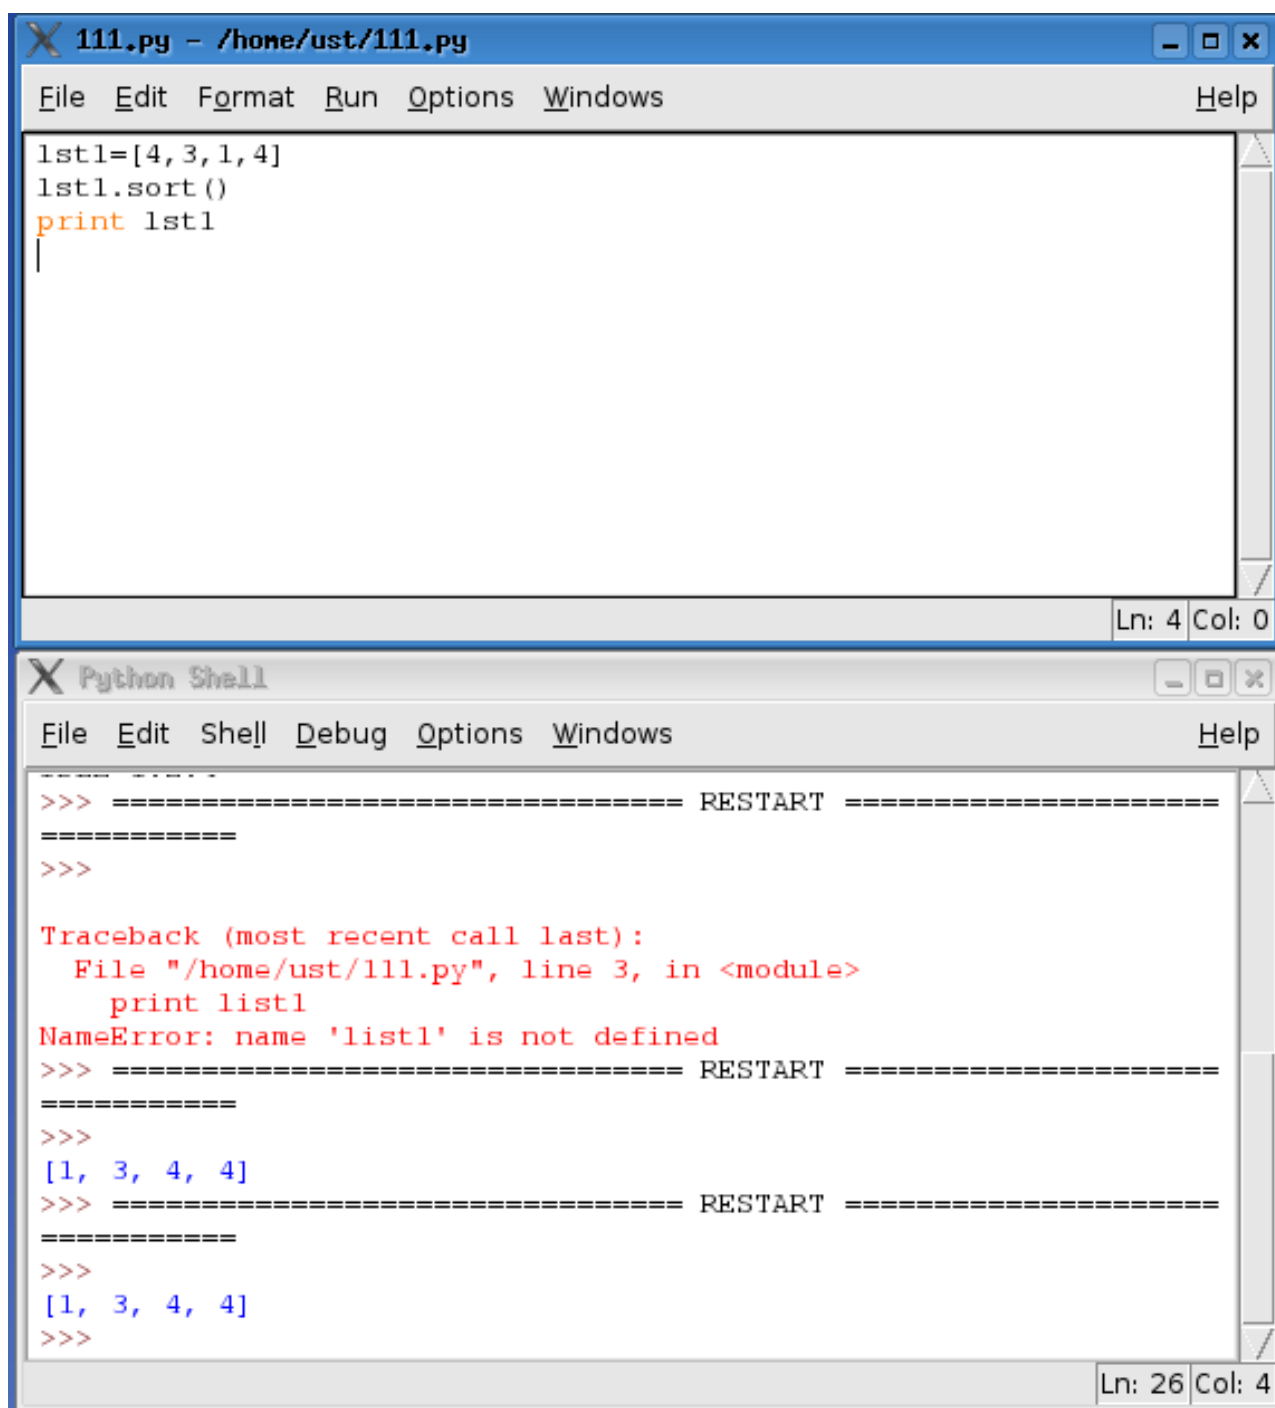 111.py - /home/ust/111.py
File Edit Format Run Options Windows Help
lst1=[4,3,1,4]
lst1.sort()
print lst1
Ln: 4 Col: 0
Python Shell
File Edit Shell Debug Options Windows Help
>>> ================================ RESTART =====================
===========
>>>
Traceback (most recent call last):
  File "/home/ust/111.py", line 3, in <module>
    print list1
NameError: name 'list1' is not defined
>>> ================================ RESTART =====================
===========
>>>
[1, 3, 4, 4]
>>> ================================ RESTART =====================
===========
>>>
[1, 3, 4, 4]
>>>
Ln: 26 Col: 4